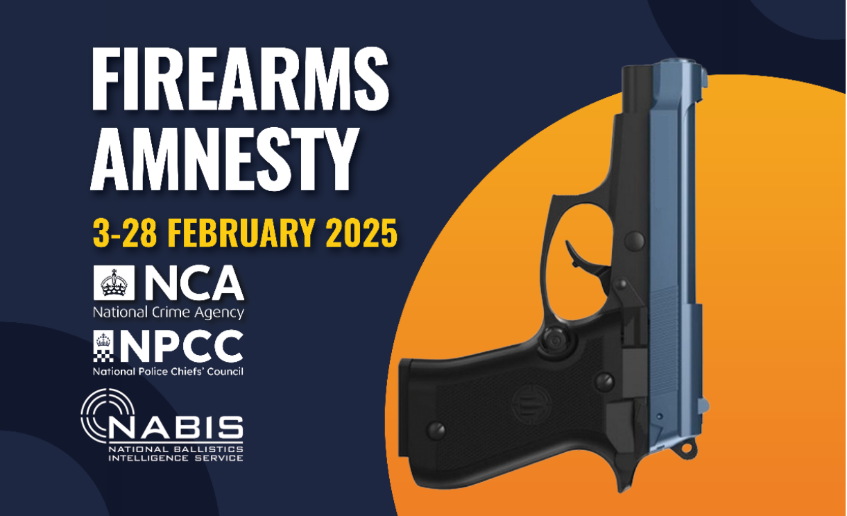 FIREARMS
AMNESTY
3-28 FEBRUARY 2025
NCA
National Crime Agency
NPCC
National Police Chiefs' Council
NABIS
NATIONAL BALLISTICS
INTELLIGENCE SERVICE